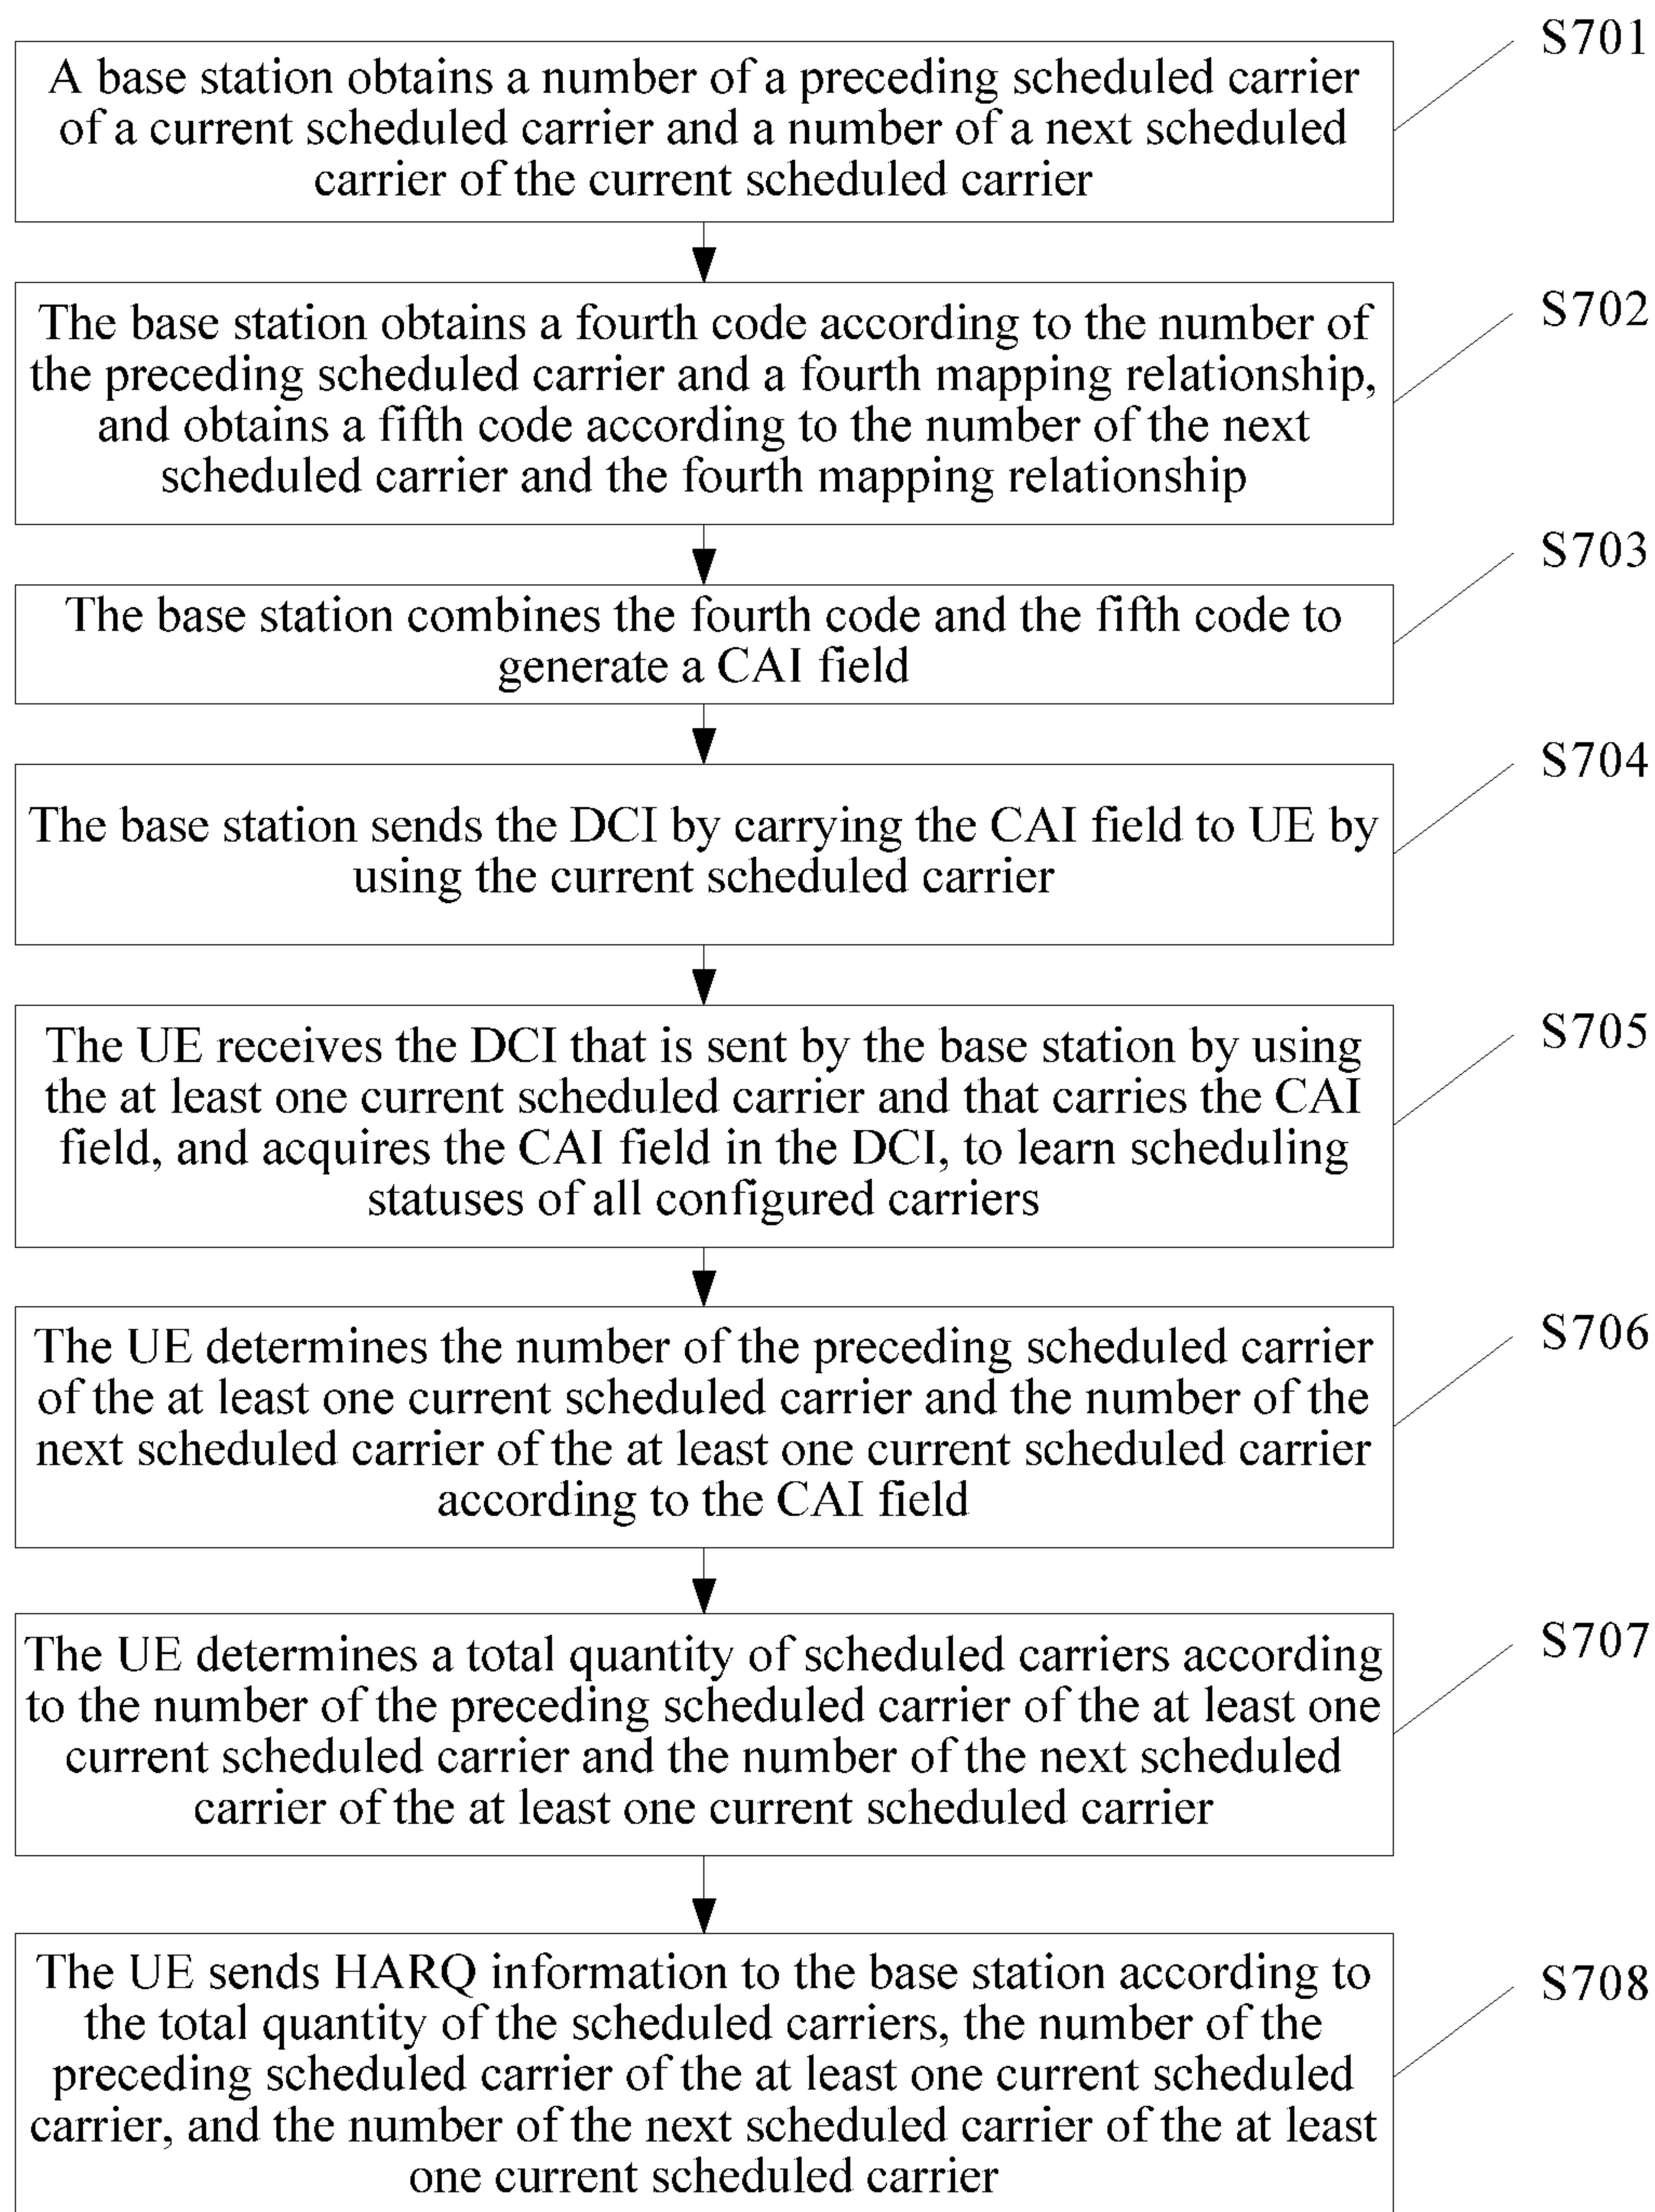 S701
A base station obtains a number of a preceding scheduled carrier
of a current scheduled carrier and a number of a next scheduled
carrier of the current scheduled carrier
S702
The base station obtains a fourth code according to the number of
the preceding scheduled carrier and a fourth mapping relationship,
and obtains a fifth code according to the number of the next
scheduled carrier and the fourth mapping relationship
S703
The base station combines the fourth code and the fifth code to
generate a CAI field
S704
The base station sends the DCI by carrying the CAI field to UE by
using the current scheduled carrier
S705
The UE receives the DCI that is sent by the base station by using
the at least one current scheduled carrier and that carries the CAI
field, and acquires the CAI field in the DCI, to learn scheduling
statuses of all configured carriers
S706
The UE determines the number of the preceding scheduled carrier
of the at least one current scheduled carrier and the number of the
next scheduled carrier of the at least one current scheduled carrier
according to the CAI field
S707
The UE determines a total quantity of scheduled carriers according
to the number of the preceding scheduled carrier of the at least one
current scheduled carrier and the number of the next scheduled
carrier of the at least one current scheduled carrier
S708
The UE sends HARQ information to the base station according to
the total quantity of the scheduled carriers, the number of the
preceding scheduled carrier of the at least one current scheduled
carrier, and the number of the next scheduled carrier of the at least
one current scheduled carrier